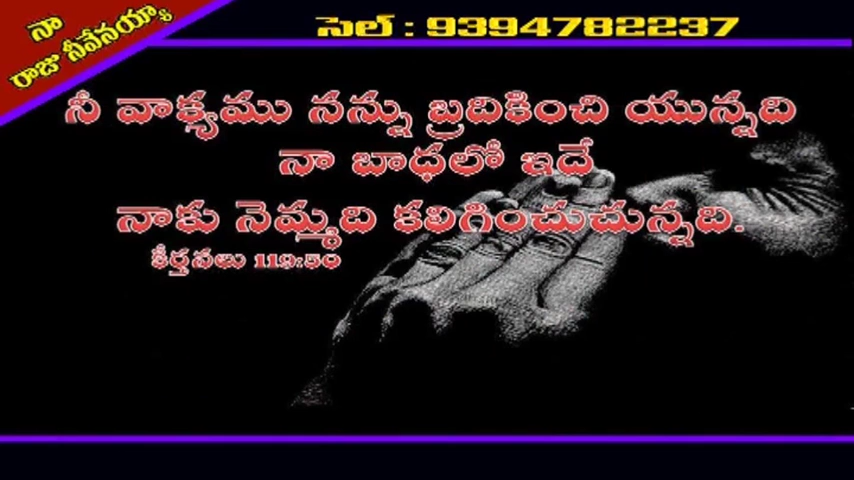 నా
రాజు నీవేనయ్యా
సెల్ : 9394782237
నీ వాక్యము నన్ను బ్రదికించి యున్నది
నా బాధలో ఇదే
నాకు నెమ్మది కలిగించుచున్నది.
కీర్తనలు 119:50